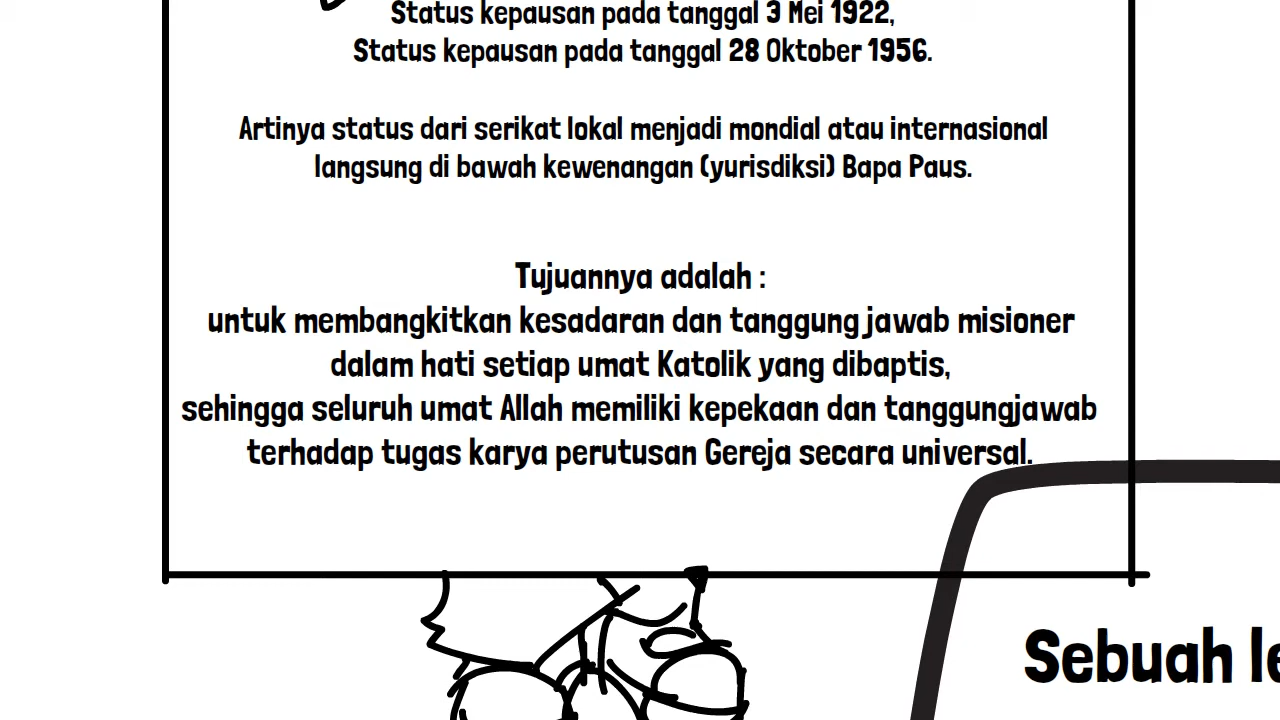 Status kepausan pada tanggal 3 Mei 1922,
Status kepausan pada tanggal 28 Oktober 1956.
Artinya status dari serikat lokal menjadi mondial atau internasional
langsung di bawah kewenangan (yurisdiksi) Bapa Paus.
Tujuannya adalah :
untuk membangkitkan kesadaran dan tanggung jawab misioner
dalam hati setiap umat Katolik yang dibaptis,
sehingga seluruh umat Allah memiliki kepekaan dan tanggungjawab
terhadap tugas karya perutusan Gereja secara universal.
Sebuah